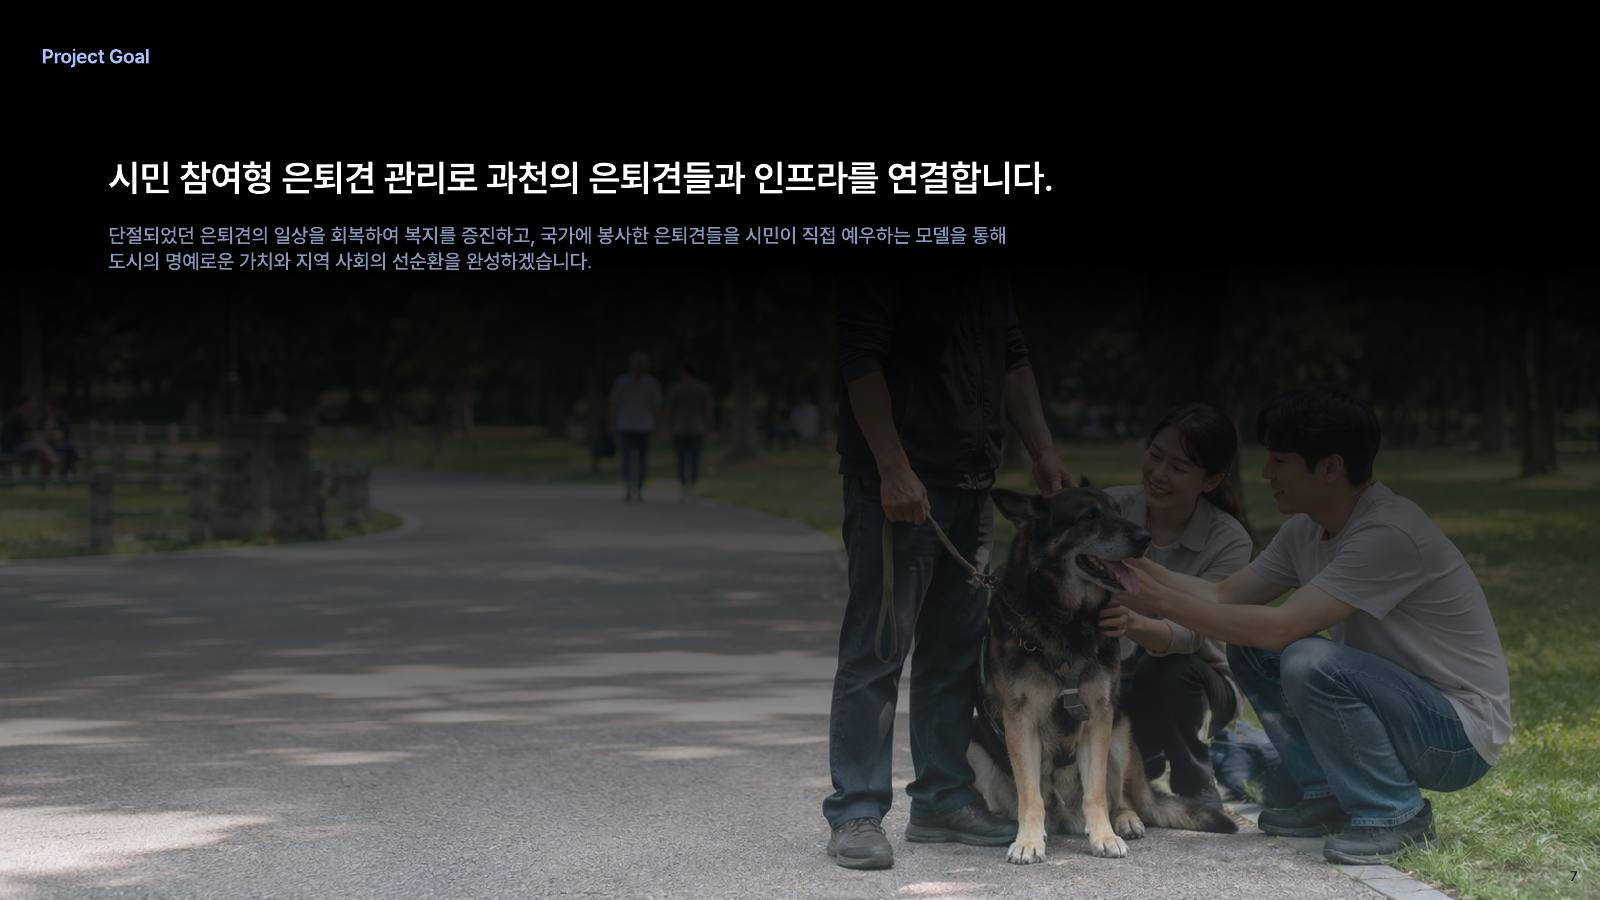 Project Goal
시민 참여형 은퇴견 관리로 과천의 은퇴견들과 인프라를 연결합니다.
단절되었던 은퇴견의 일상을 회복하여 복지를 증진하고, 국가에 봉사한 은퇴견들을 시민이 직접 예우하는 모델을 통해
도시의 명예로운 가치와 지역 사회의 선순환을 완성하겠습니다.
7